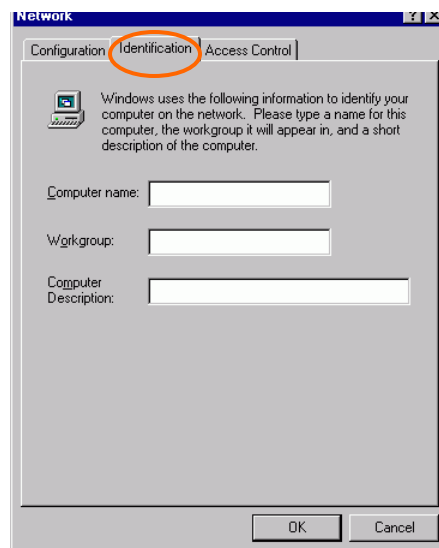 Network
Configuration Identification Access Control
Windows uses the following information to identify your
computer on the network. Please type a name for this
computer, the workgroup it will appear in, and a short
description of the computer.
Computer name:
Workgroup:
Computer
Description:
OK Cancel